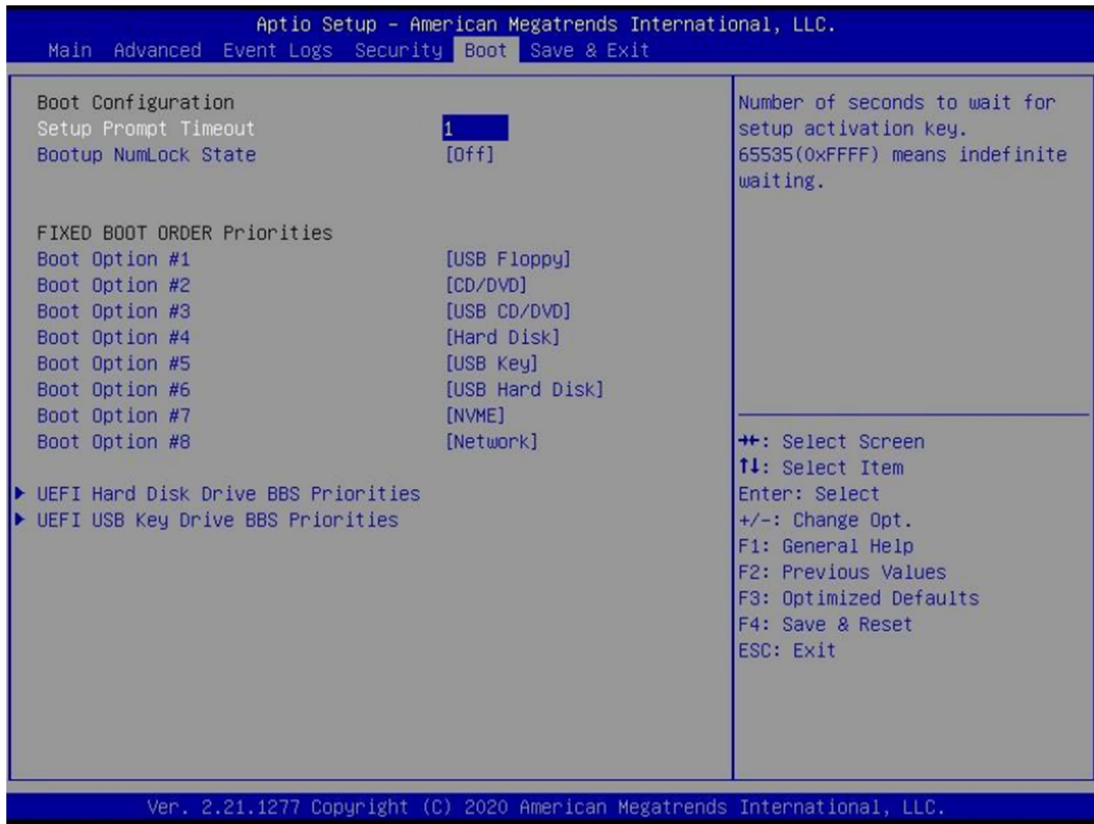 Aptio Setup – American Megatrends International, LLC.
Main Advanced Event Logs Security Boot Save & Exit
Boot Configuration
Setup Prompt Timeout 1
Bootup NumLock State [Off]
FIXED BOOT ORDER Priorities
Boot Option #1 [USB Floppy]
Boot Option #2 [CD/DVD]
Boot Option #3 [USB CD/DVD]
Boot Option #4 [Hard Disk]
Boot Option #5 [USB Key]
Boot Option #6 [USB Hard Disk]
Boot Option #7 [NVME]
Boot Option #8 [Network]
▶ UEFI Hard Disk Drive BBS Priorities
▶ UEFI USB Key Drive BBS Priorities
Number of seconds to wait for
setup activation key.
65535(0xFFFF) means indefinite
waiting.
→←: Select Screen
↑↓: Select Item
Enter: Select
+/-: Change Opt.
F1: General Help
F2: Previous Values
F3: Optimized Defaults
F4: Save & Reset
ESC: Exit
Ver. 2.21.1277 Copyright (C) 2020 American Megatrends International, LLC.